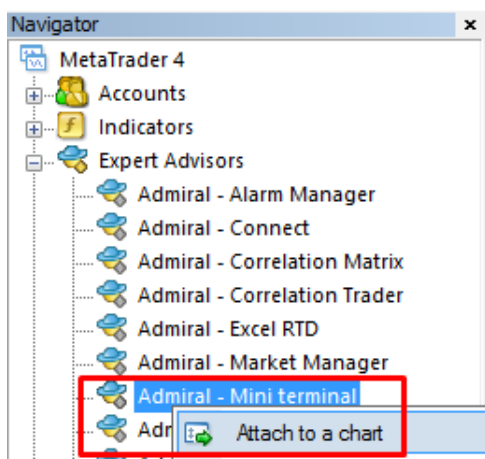 Navigator
MetaTrader 4
Accounts
Indicators
Expert Advisors
Admiral - Alarm Manager
Admiral - Connect
Admiral - Correlation Matrix
Admiral - Correlation Trader
Admiral - Excel RTD
Admiral - Market Manager
Admiral - Mini terminal
Adr
Attach to a chart